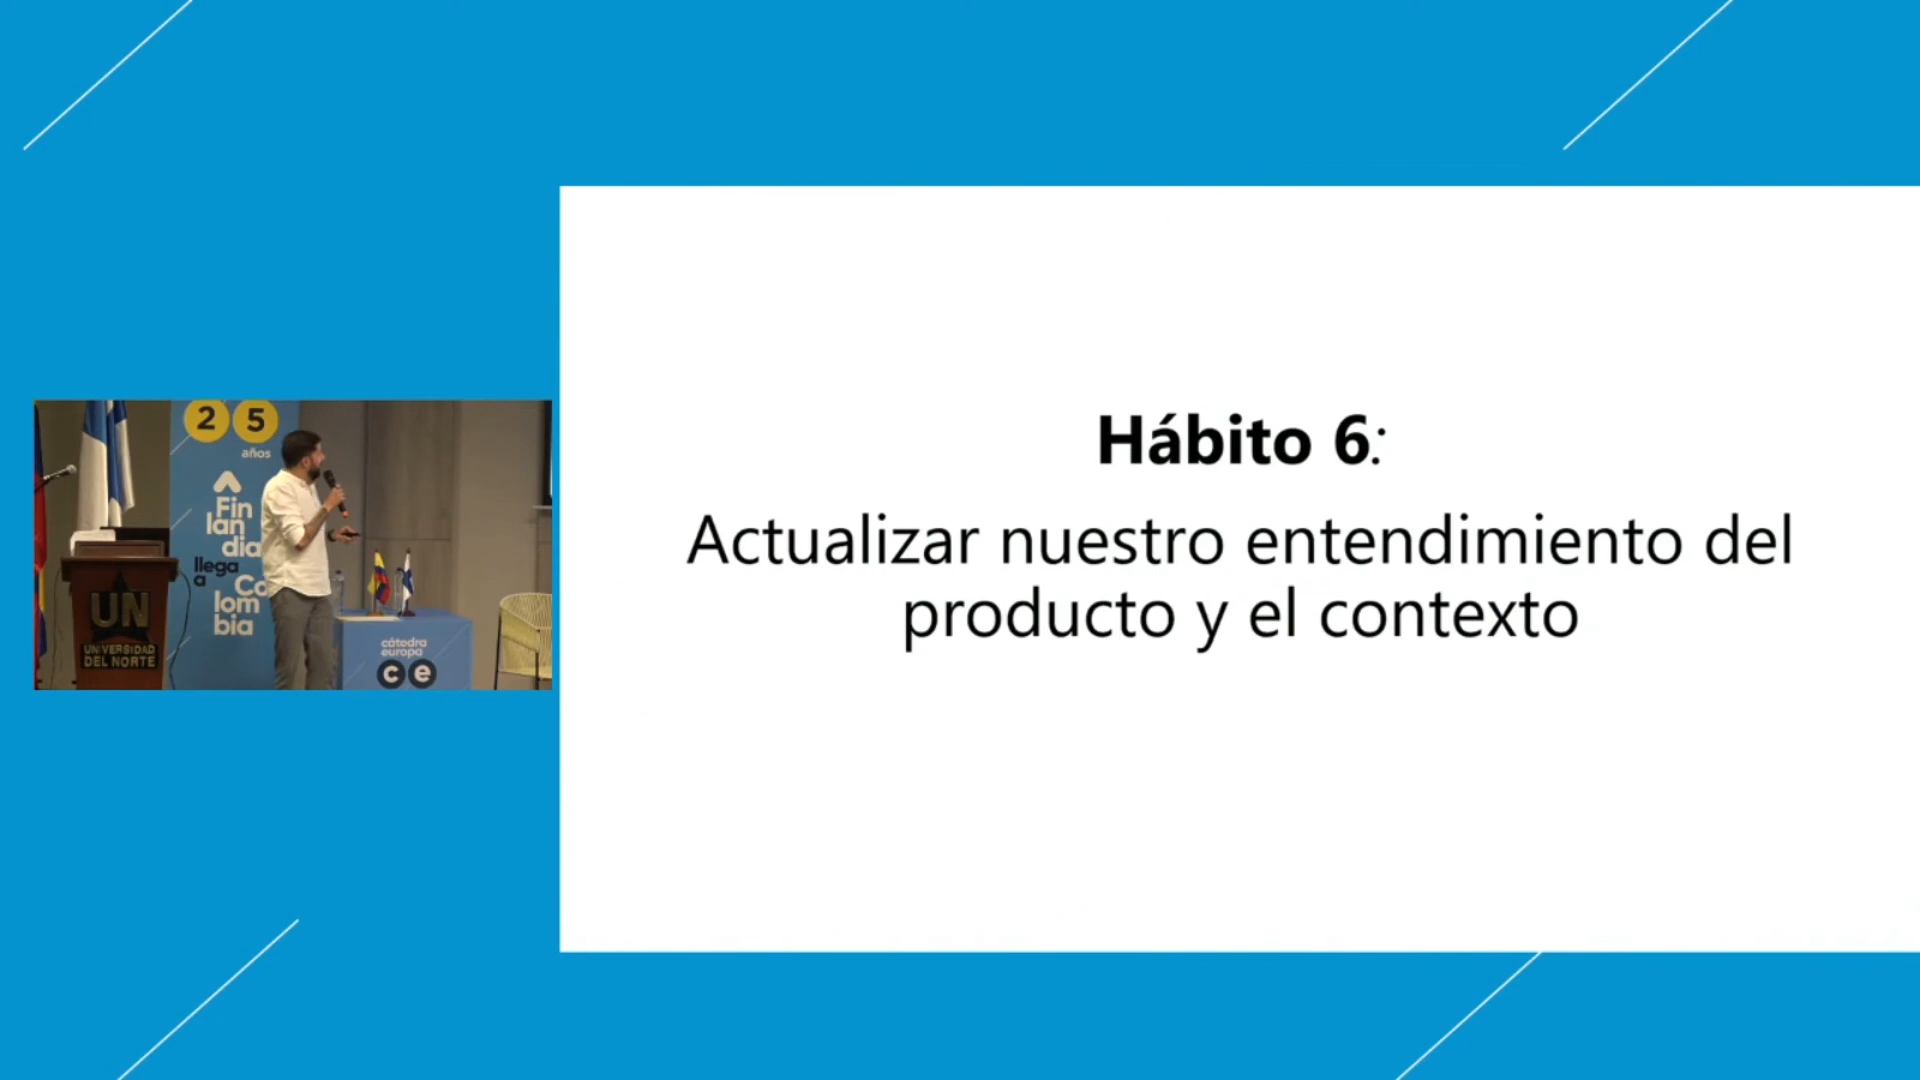 2 5
años
Fin
lan
dia
llega
a
Co
lom
bia
UN
UNIVERSIDAD
DEL NORTE
cátedra
europa
c e
Hábito 6:
Actualizar nuestro entendimiento del
producto y el contexto